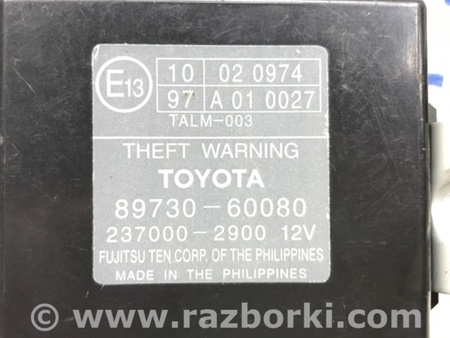 E13
10 02 0974
97 A 01 0027
TALM-003
THEFT WARNING
TOYOTA
89730-60080
237000-2900 12V
FUJITSU TEN CORP. OF THE PHILIPPINES
MADE IN THE PHILIPPINES
© www.razborki.com